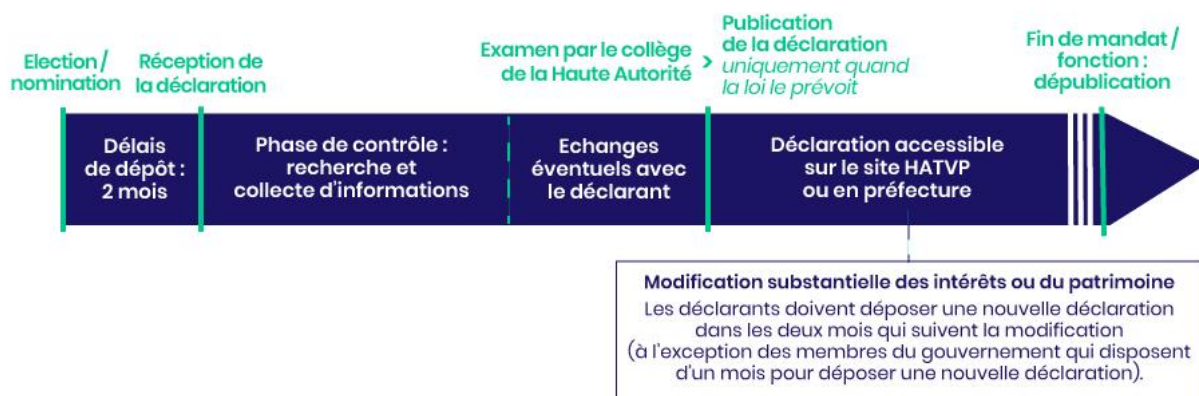 Election /
nomination
Réception de
la déclaration
Examen par le collège
de la Haute Autorité
>
Publication
de la déclaration
uniquement quand
la loi le prévoit
Fin de mandat /
fonction :
dépublication
Délais
de dépôt :
2 mois
Phase de contrôle :
recherche et
collecte d'informations
Echanges
éventuels avec
le déclarant
Déclaration accessible
sur le site HATVP
ou en préfecture
Modification substantielle des intérêts ou du patrimoine
Les déclarants doivent déposer une nouvelle déclaration
dans les deux mois qui suivent la modification
(à l'exception des membres du gouvernement qui disposent
d'un mois pour déposer une nouvelle déclaration).